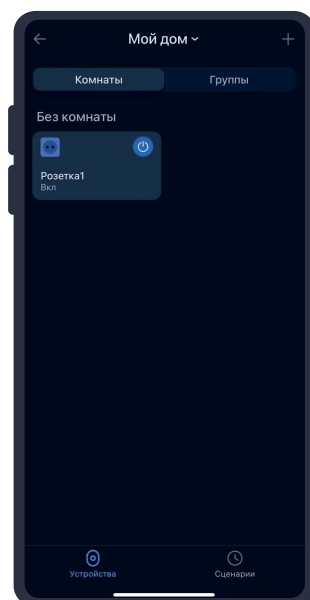 Мой дом
Комнаты Группы
Без комнаты
Розетка1
Вкл
Устройства Сценарии